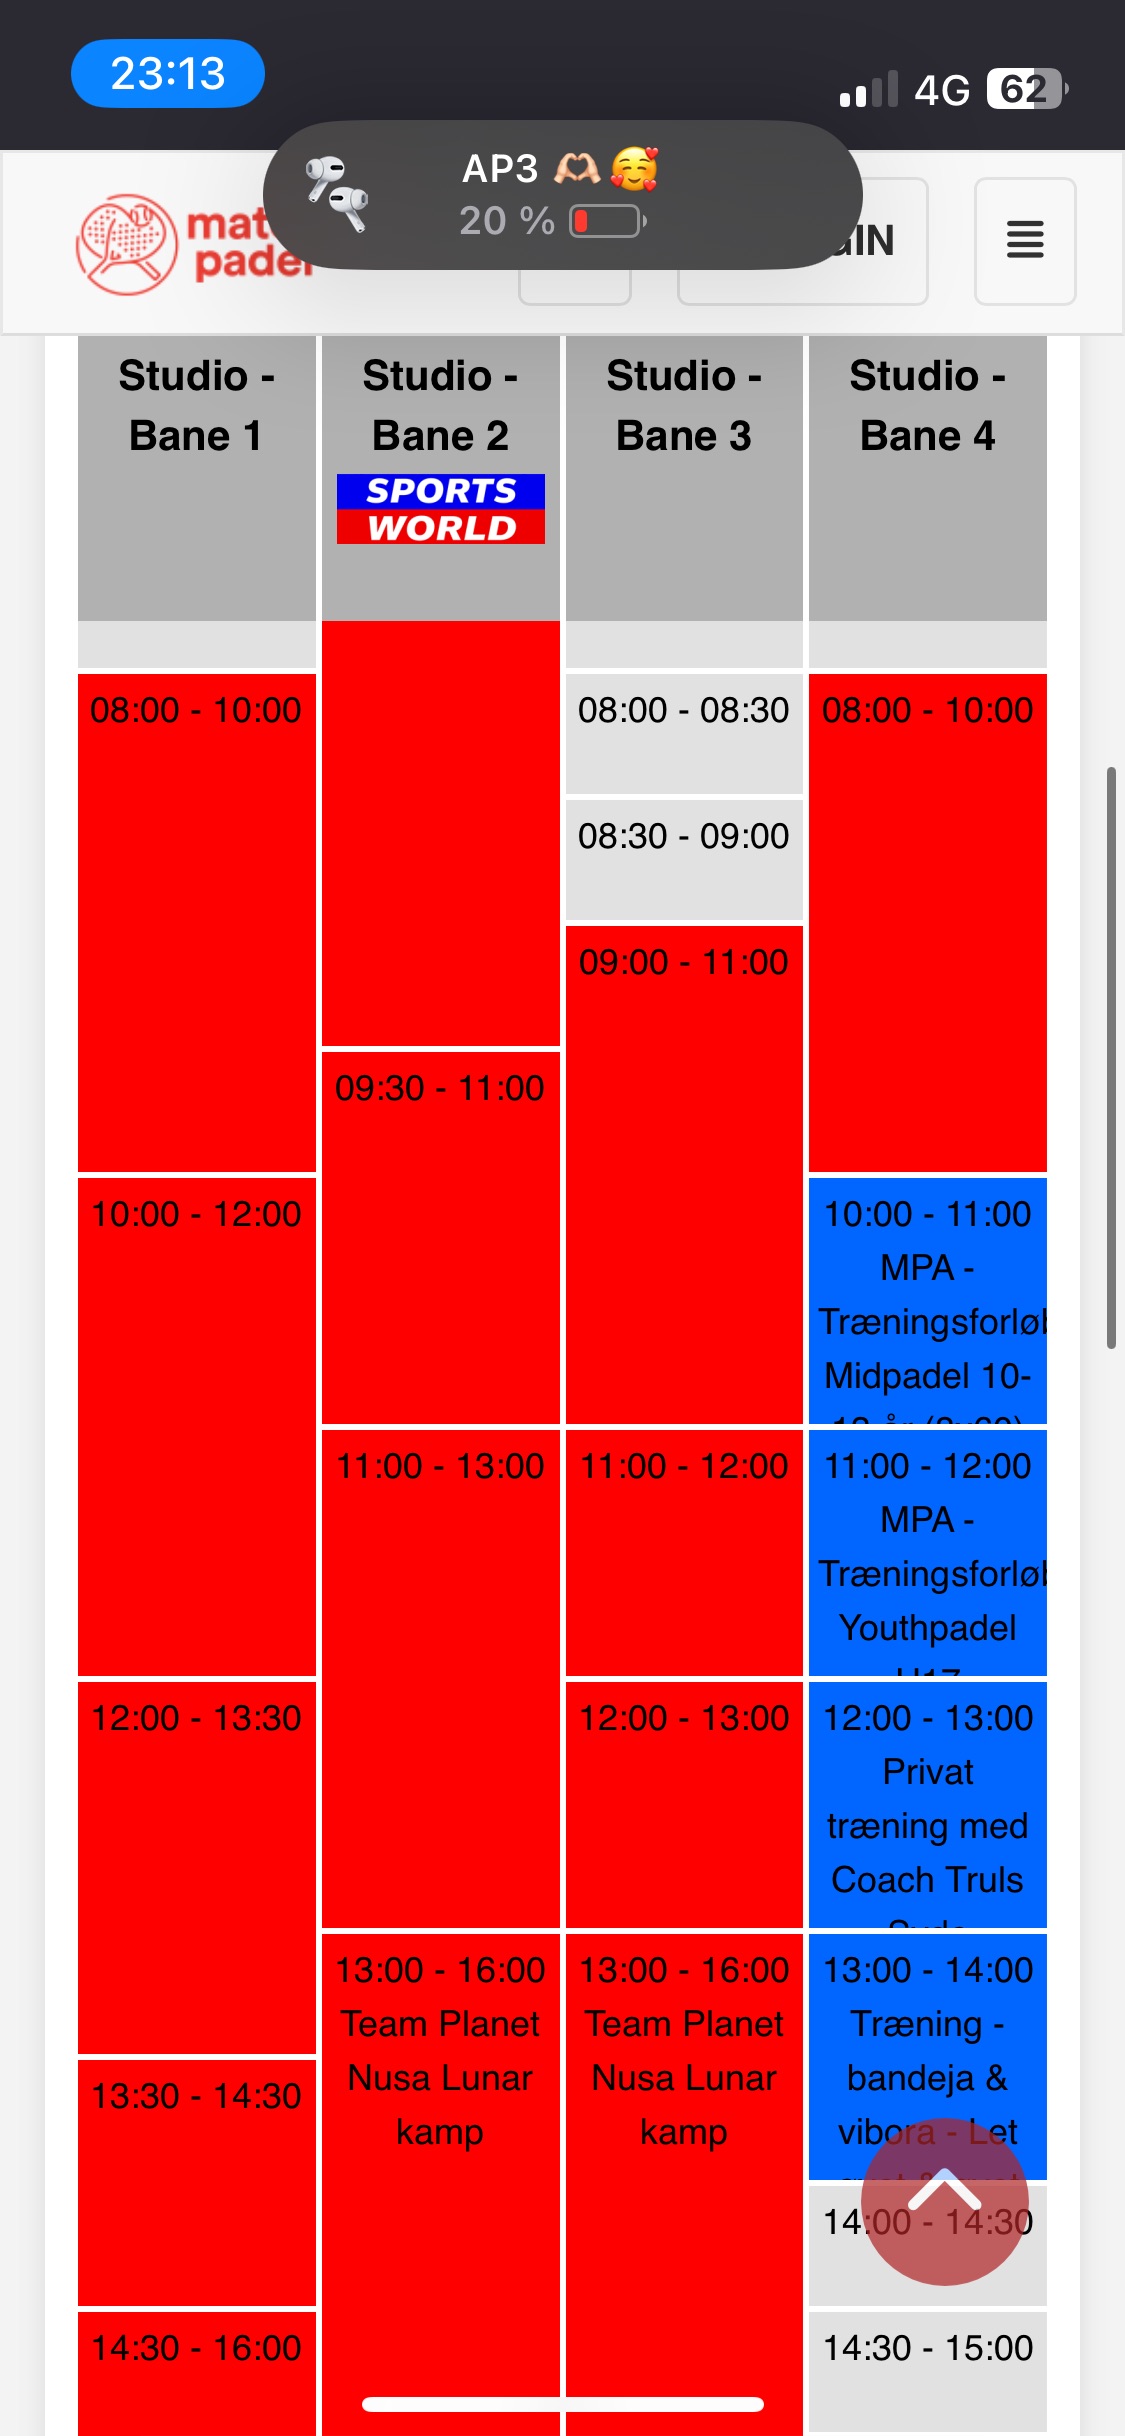 23:13
4G
62
AP3 🫶🏻🥰
20 %
padel
Studio -
Bane 1
Studio -
Bane 2
SPORTS
WORLD
Studio -
Bane 3
Studio -
Bane 4
08:00 - 10:00
10:00 - 12:00
12:00 - 13:30
13:30 - 14:30
14:30 - 16:00
09:30 - 11:00
11:00 - 13:00
13:00 - 16:00
Team Planet
Nusa Lunar
kamp
08:00 - 08:30
08:30 - 09:00
09:00 - 11:00
11:00 - 12:00
12:00 - 13:00
13:00 - 16:00
Team Planet
Nusa Lunar
kamp
08:00 - 10:00
10:00 - 11:00
MPA -
Træningsforløb
Midpadel 10-
11:00 - 12:00
MPA -
Træningsforløb
Youthpadel
U17
12:00 - 13:00
Privat
træning med
Coach Truls
13:00 - 14:00
Træning -
bandeja &
vibora - Let
14:00 - 14:30
14:30 - 15:00